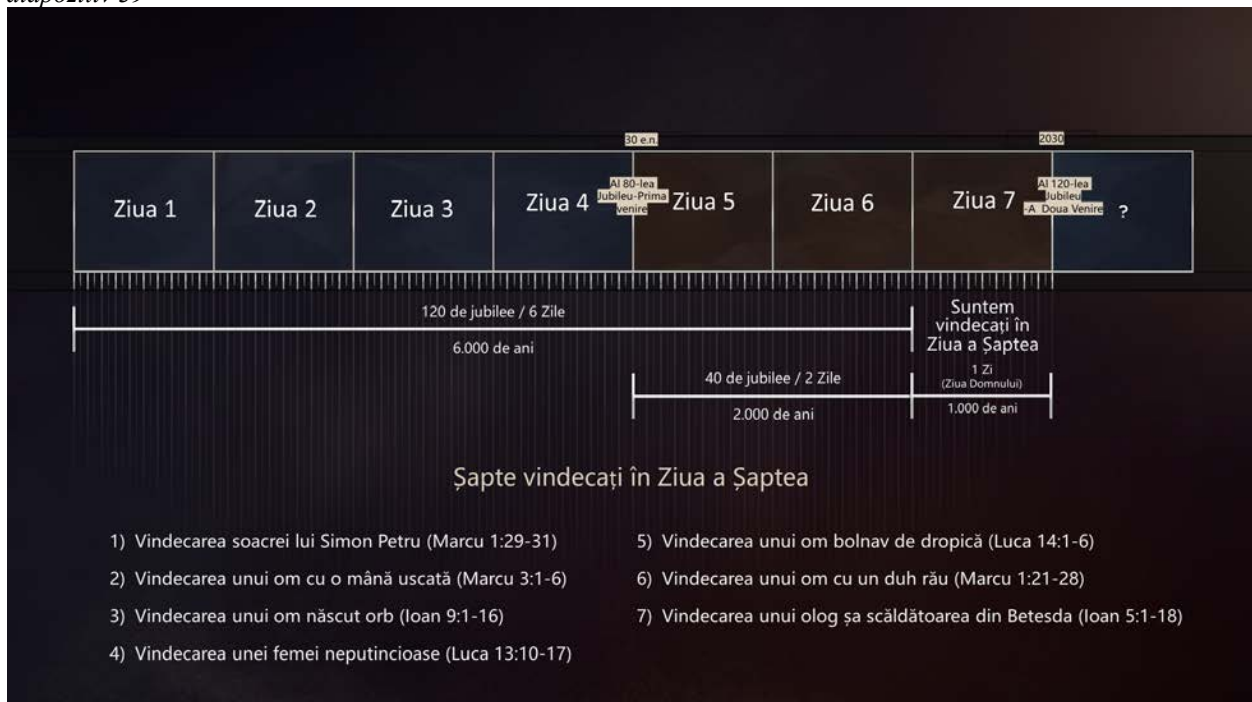 diapozitiv 39
30 e.n.
2030
Ziua 1
Ziua 2
Ziua 3
Ziua 4
Al 80-lea
Jubileu-Prima
venire
Ziua 5
Ziua 6
Ziua 7
Al 120-lea
Jubileu
-A Doua Venire
?
120 de jubilee / 6 Zile
6.000 de ani
Suntem
vindecați în
Ziua a Șaptea
40 de jubilee / 2 Zile
2.000 de ani
1 Zi
(Ziua Domnului)
1.000 de ani
Șapte vindecați în Ziua a Șaptea
1) Vindecarea soacrei lui Simon Petru (Marcu 1:29-31)
2) Vindecarea unui om cu o mână uscată (Marcu 3:1-6)
3) Vindecarea unui om născut orb (Ioan 9:1-16)
4) Vindecarea unei femei neputincioase (Luca 13:10-17)
5) Vindecarea unui om bolnav de dropică (Luca 14:1-6)
6) Vindecarea unui om cu un duh rău (Marcu 1:21-28)
7) Vindecarea unui olog șa scăldătoarea din Betesda (Ioan 5:1-18)